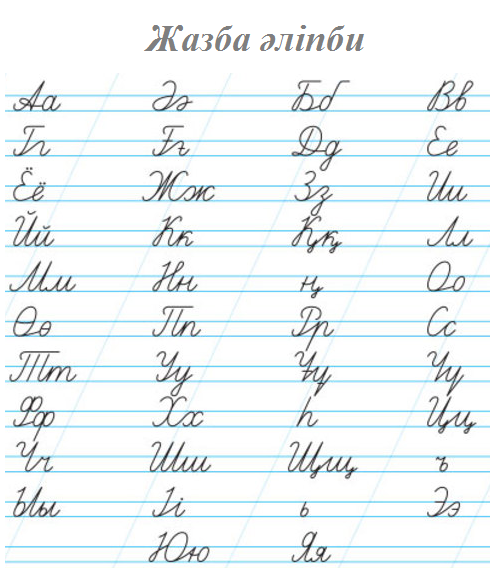 Жазба әліпби
Аа Әә Бб Вв
Гг Ғғ Дд Ее
Ёё Жж Зз Ии
Йй Кк Ққ Лл
Мм Нн ң Оо
Өө Пп Рр Сс
Тт Уу Ұұ Үү
Фф Хх һ Цц
Чч Шш Щщ ъ
Ыы Іі ь Ээ
Юю Яя